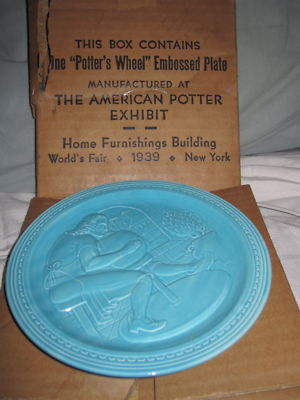 THIS BOX CONTAINS
One "Potter's Wheel" Embossed Plate
MANUFACTURED AT
THE AMERICAN POTTER
EXHIBIT
Home Furnishings Building
World's Fair ◆ 1939 ◆ New York